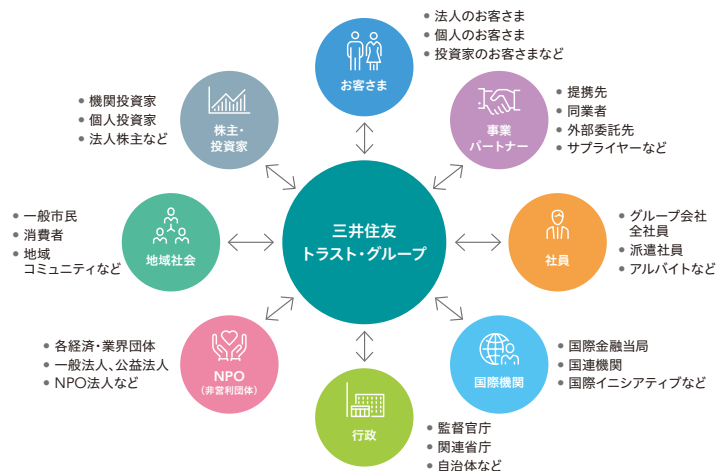 お客さま
• 法人のお客さま
• 個人のお客さま
• 投資家のお客さまなど
事業
パートナー
• 提携先
• 同業者
• 外部委託先
• サプライヤーなど
社員
• グループ会社
全社員
• 派遣社員
• アルバイトなど
国際機関
• 国際金融当局
• 国連機関
• 国際イニシアティブなど
行政
• 監督官庁
• 関連省庁
• 自治体など
NPO
（非営利団体）
• 各経済・業界団体
• 一般法人、公益法人
• NPO法人など
地域社会
• 一般市民
• 消費者
• 地域
コミュニティなど
株主・
投資家
• 機関投資家
• 個人投資家
• 法人株主など
三井住友
トラスト・グループ